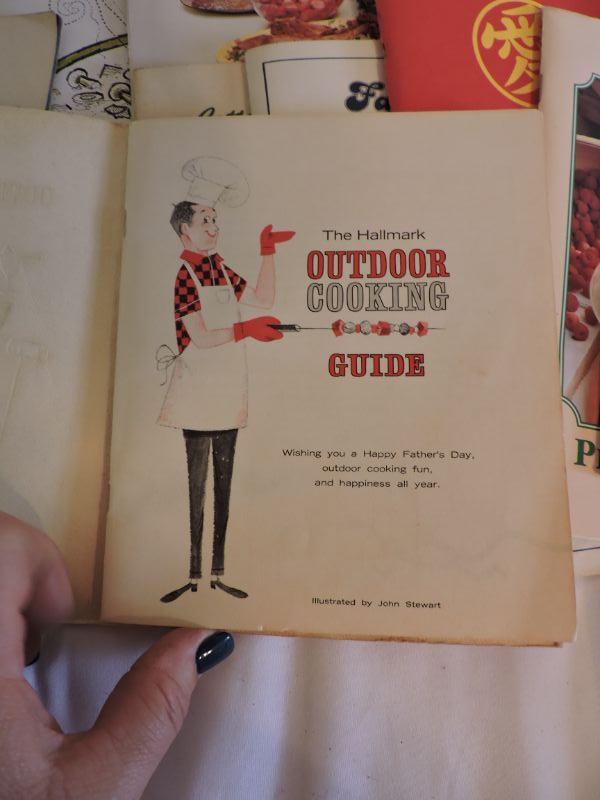 The Hallmark
OUTDOOR
COOKING
GUIDE
Wishing you a Happy Father's Day,
outdoor cooking fun,
and happiness all year.
Illustrated by John Stewart